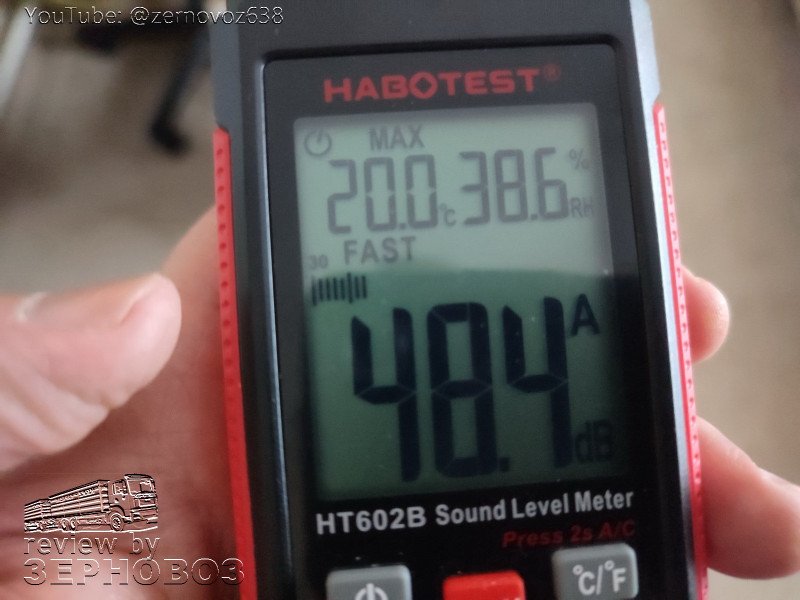 YouTube: @zernovoz638
HABOTEST®
MAX
20.0 °C 38.6 % RH
FAST
30
48.4 A dB
HT602B Sound Level Meter
Press 2s A/C
°C/°F
review by
ЗЕРНОВОЗ